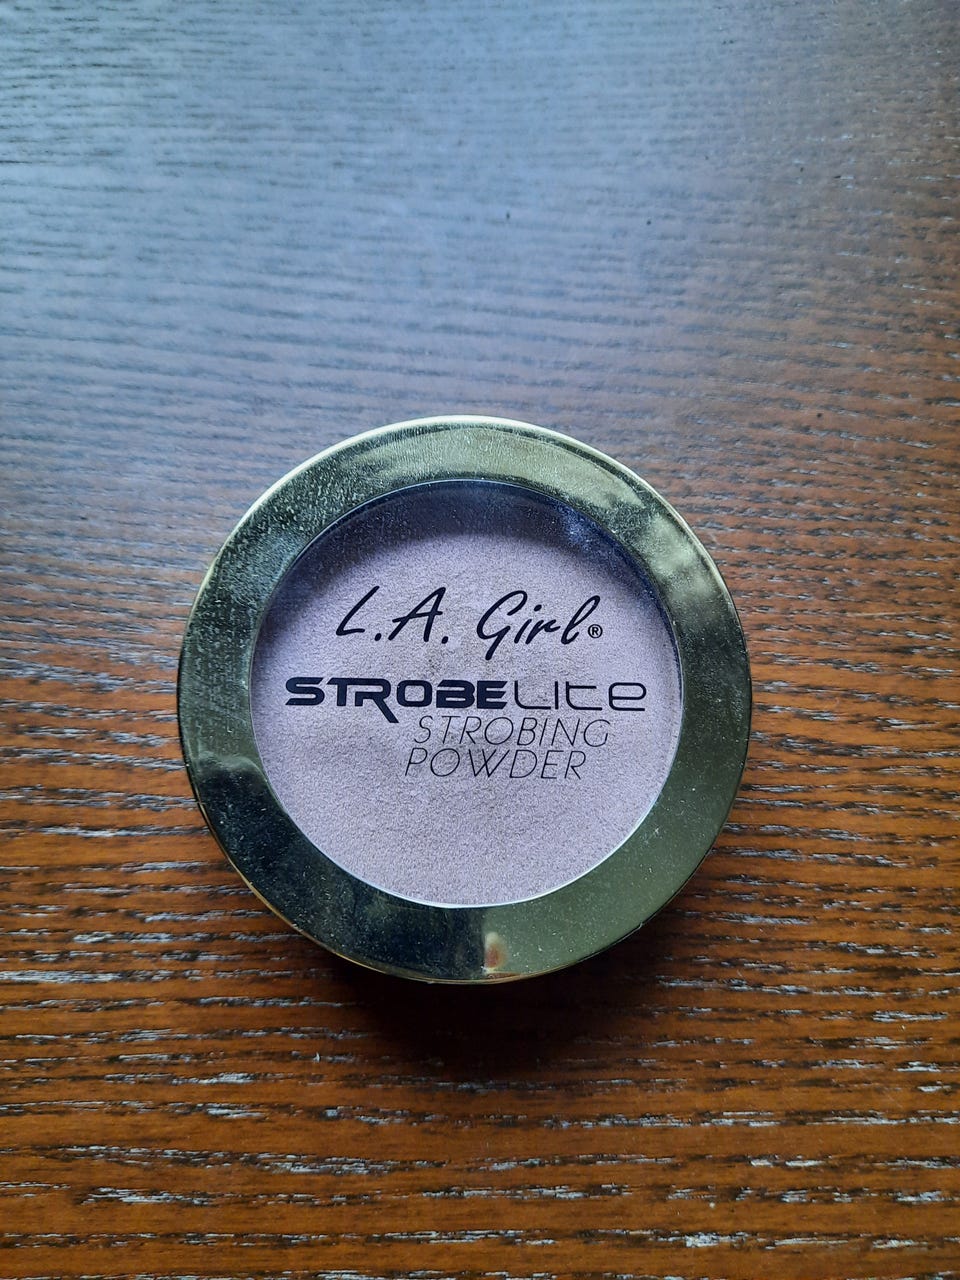 L.A. Girl®
STROBELITE
STROBING
POWDER